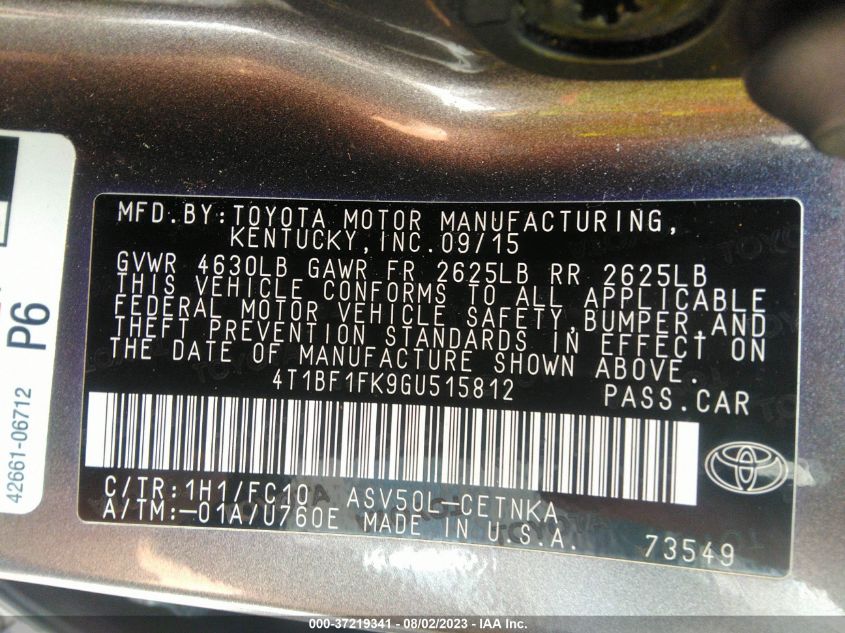 MFD.BY:TOYOTA MOTOR MANUFACTURING,
KENTUCKY,INC.09/15
GVWR 4630LB GAWR FR 2625LB RR 2625LB
THIS VEHICLE CONFORMS TO ALL APPLICABLE
FEDERAL MOTOR VEHICLE SAFETY,BUMPER,AND
THEFT PREVENTION STANDARDS IN EFFECT ON
THE DATE OF MANUFACTURE SHOWN ABOVE.
4T1BF1FK9GU515812 PASS.CAR
C/TR:1H1/FC10 ASV50L-CETNKA
A/TM:-01A/U760E MADE IN U.S.A. 73549
P6
42661-06712
000-37219341 - 08/02/2023 - IAA Inc.